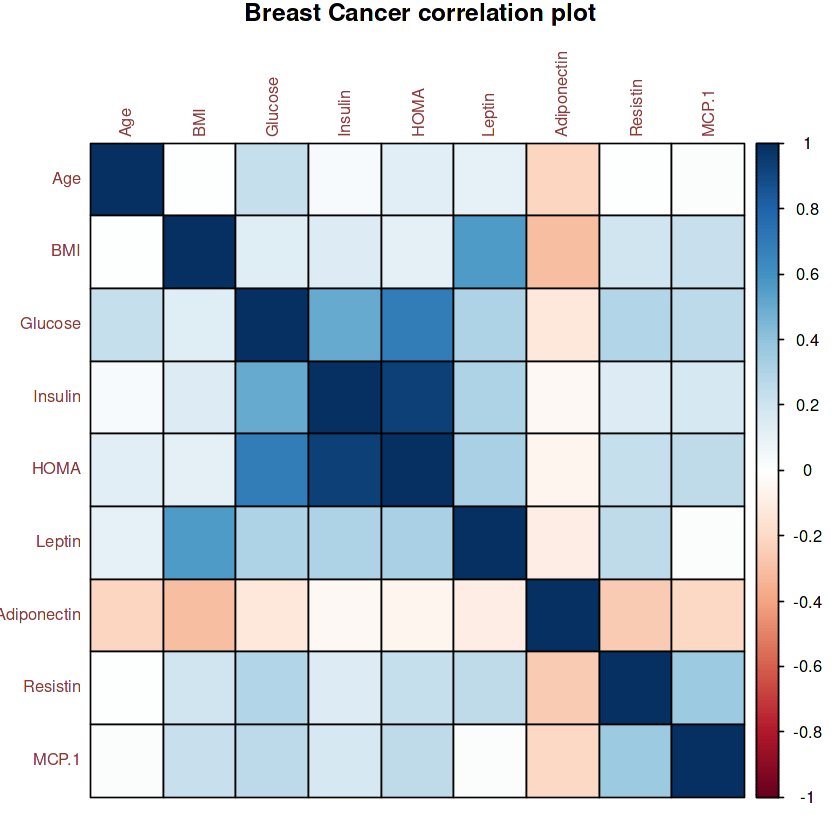 Breast Cancer correlation plot
Age
BMI
Glucose
Insulin
HOMA
Leptin
Adiponectin
Resistin
MCP.1
Age
BMI
Glucose
Insulin
HOMA
Leptin
Adiponectin
Resistin
MCP.1
1
0.8
0.6
0.4
0.2
0
-0.2
-0.4
-0.6
-0.8
-1